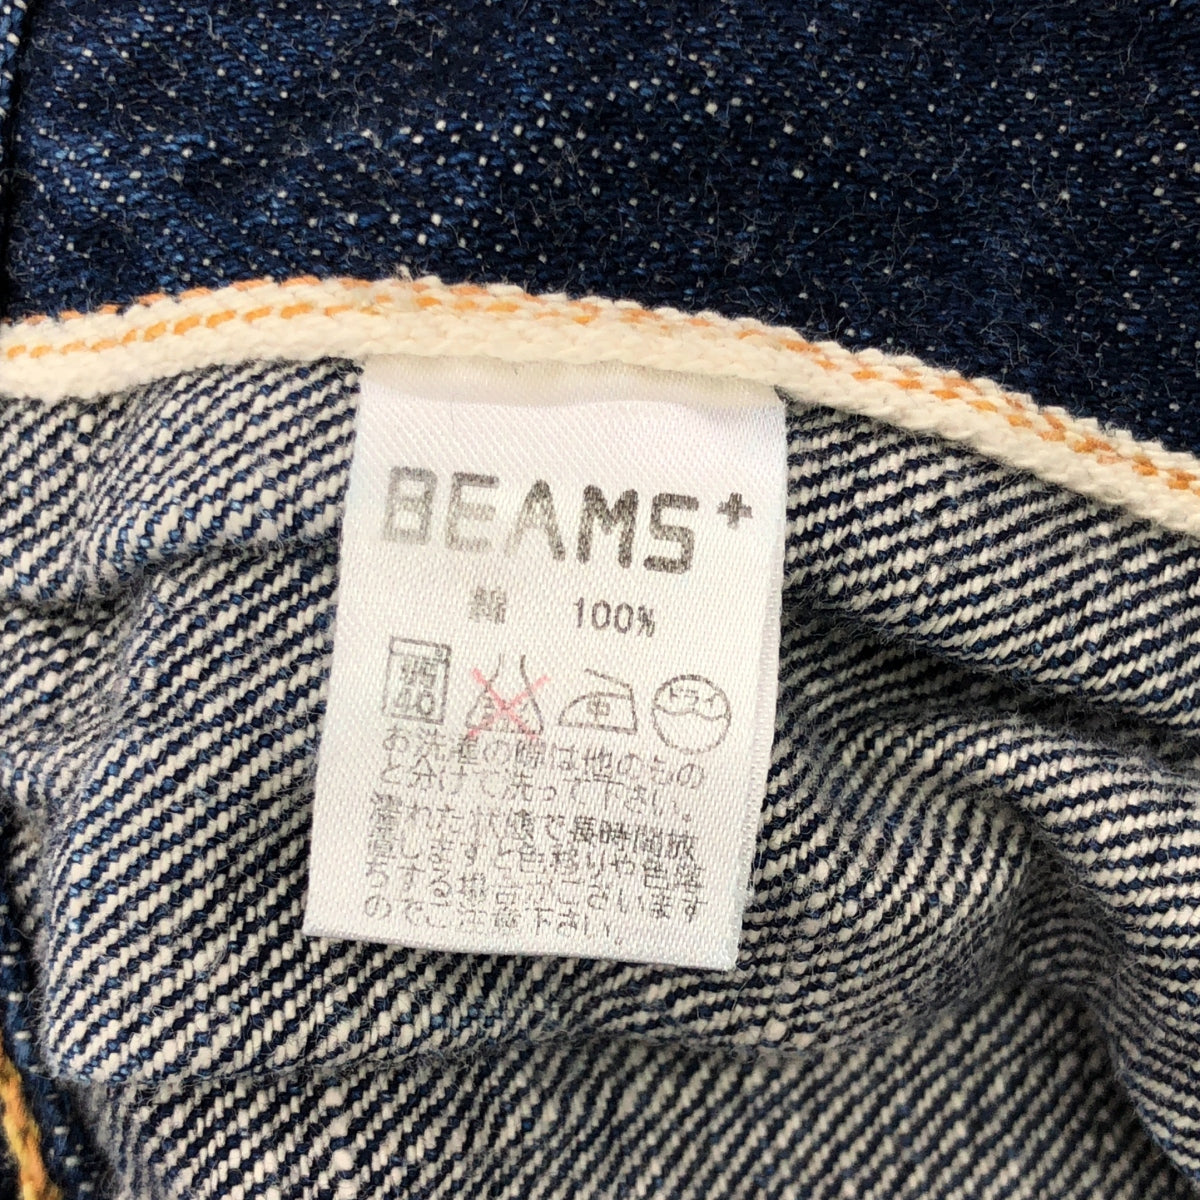 BEAMS+
綿 100%
お洗濯の際は他のもの
と分けて洗って下さい。
濡れた状態で長時間放
置しますと色移りや色落
ちする場合がございます
のでご注意下さい。